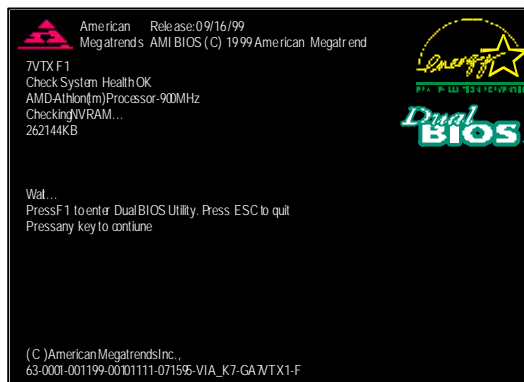 American Release:09/16/99
Megatrends AMIBIOS (C) 1999 American Megatrend
7VTX F1
Check System Health OK
AMD-Athlon(tm) Processor-900MHz
Checking NVRAM...
262144KB
energy
Dual
BIOS
Wait...
Press F1 to enter Dual BIOS Utility. Press ESC to quit
Press any key to contiune
(C)American Megatrends Inc.,
63-0001-001199-00101111-071595-VIA_K7-GA7VTX1-F